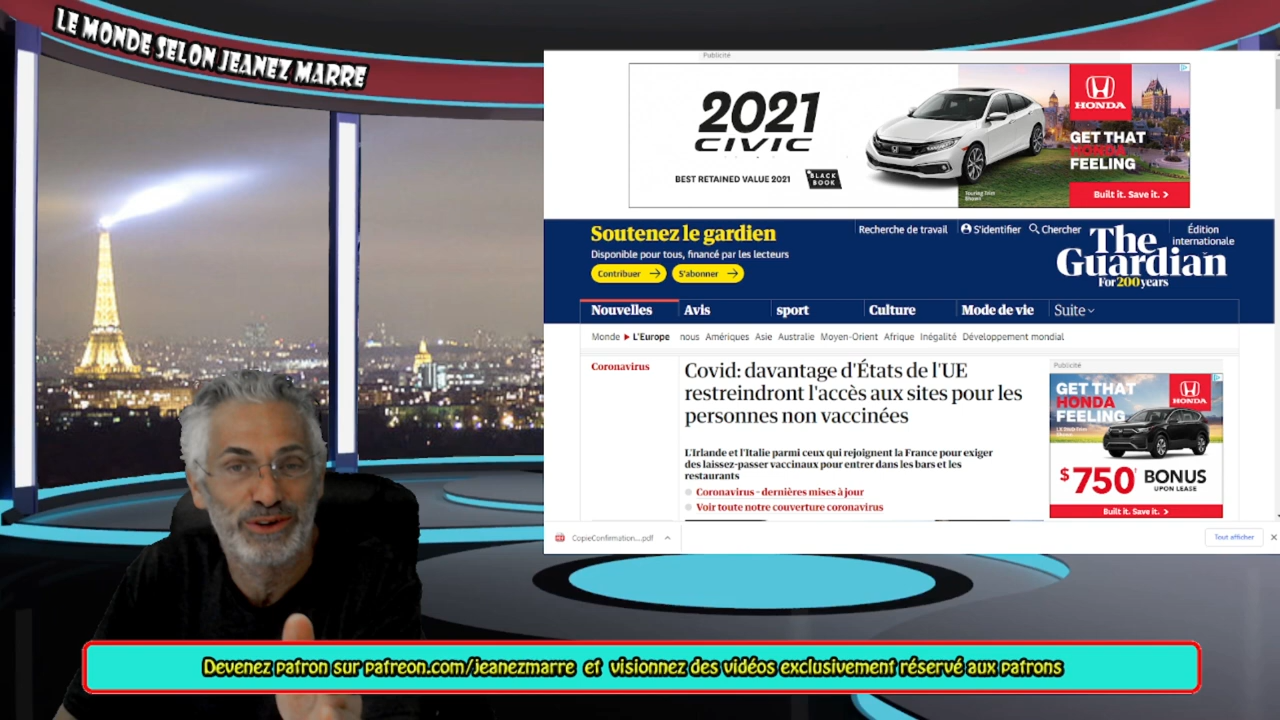 LE MONDE SELON JEANEZ MARRE
Publicité
2021
CIVIC
BEST RETAINED VALUE 2021
BLACK
BOOK
HONDA
GET THAT
HONDA
FEELING
Built it. Save it. >
Touring Trim
Shown
Soutenez le gardien
Disponible pour tous, financé par les lecteurs
Contribuer →
S'abonner →
Recherche de travail
S'identifier
Chercher
The
Guardian
For 200 years
Édition
internationale
Nouvelles
Avis
sport
Culture
Mode de vie
Suite
Monde
L'Europe
nous
Amériques
Asie
Australie
Moyen-Orient
Afrique
Inégalité
Développement mondial
Coronavirus
Covid: davantage d'États de l'UE
restreindront l'accès aux sites pour les
personnes non vaccinées
L'Irlande et l'Italie parmi ceux qui rejoignent la France pour exiger
des laissez-passer vaccinaux pour entrer dans les bars et les
restaurants
Coronavirus - dernières mises à jour
Voir toute notre couverture coronavirus
Publicité
GET THAT
HONDA
FEELING
HONDA
$750 BONUS
UPON LEASE
Built it. Save it. >
CopieConfirmation....pdf
Tout afficher
Devenez patron sur patreon.com/jeanezmarre et visionnez des vidéos exclusivement réservé aux patrons